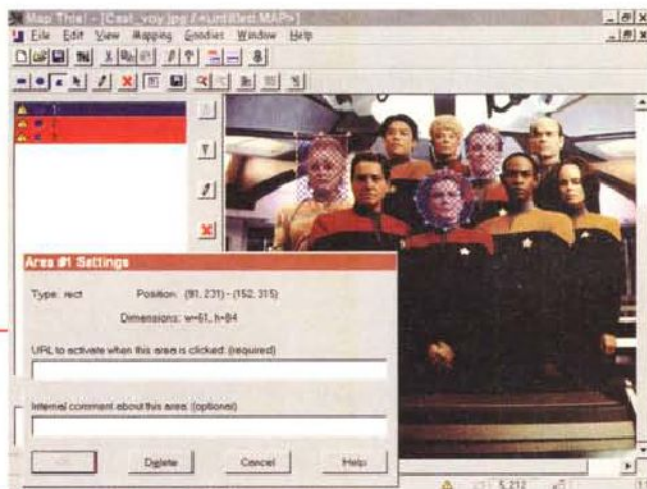 Map This! - [Cast_voy.jpg // <untitled.MAP>]
File Edit View Mapping Goodies Window Help
Area #1 Settings
Type: rect Position: (91, 231) - (152, 315)
Dimensions: w=61, h=84
URL to activate when this area is clicked: (required)
Internal comment about this area: (optional)
Delete Cancel Help
5,212